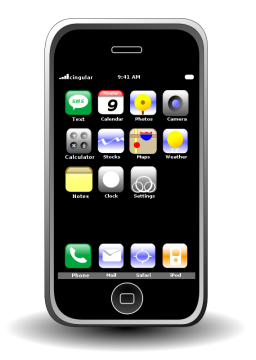 cingular 9:41 AM
SMS 9
Text Calendar Photos Camera
Calculator Stocks Maps Weather
Notes Clock Settings
Phone Mail Safari iPod